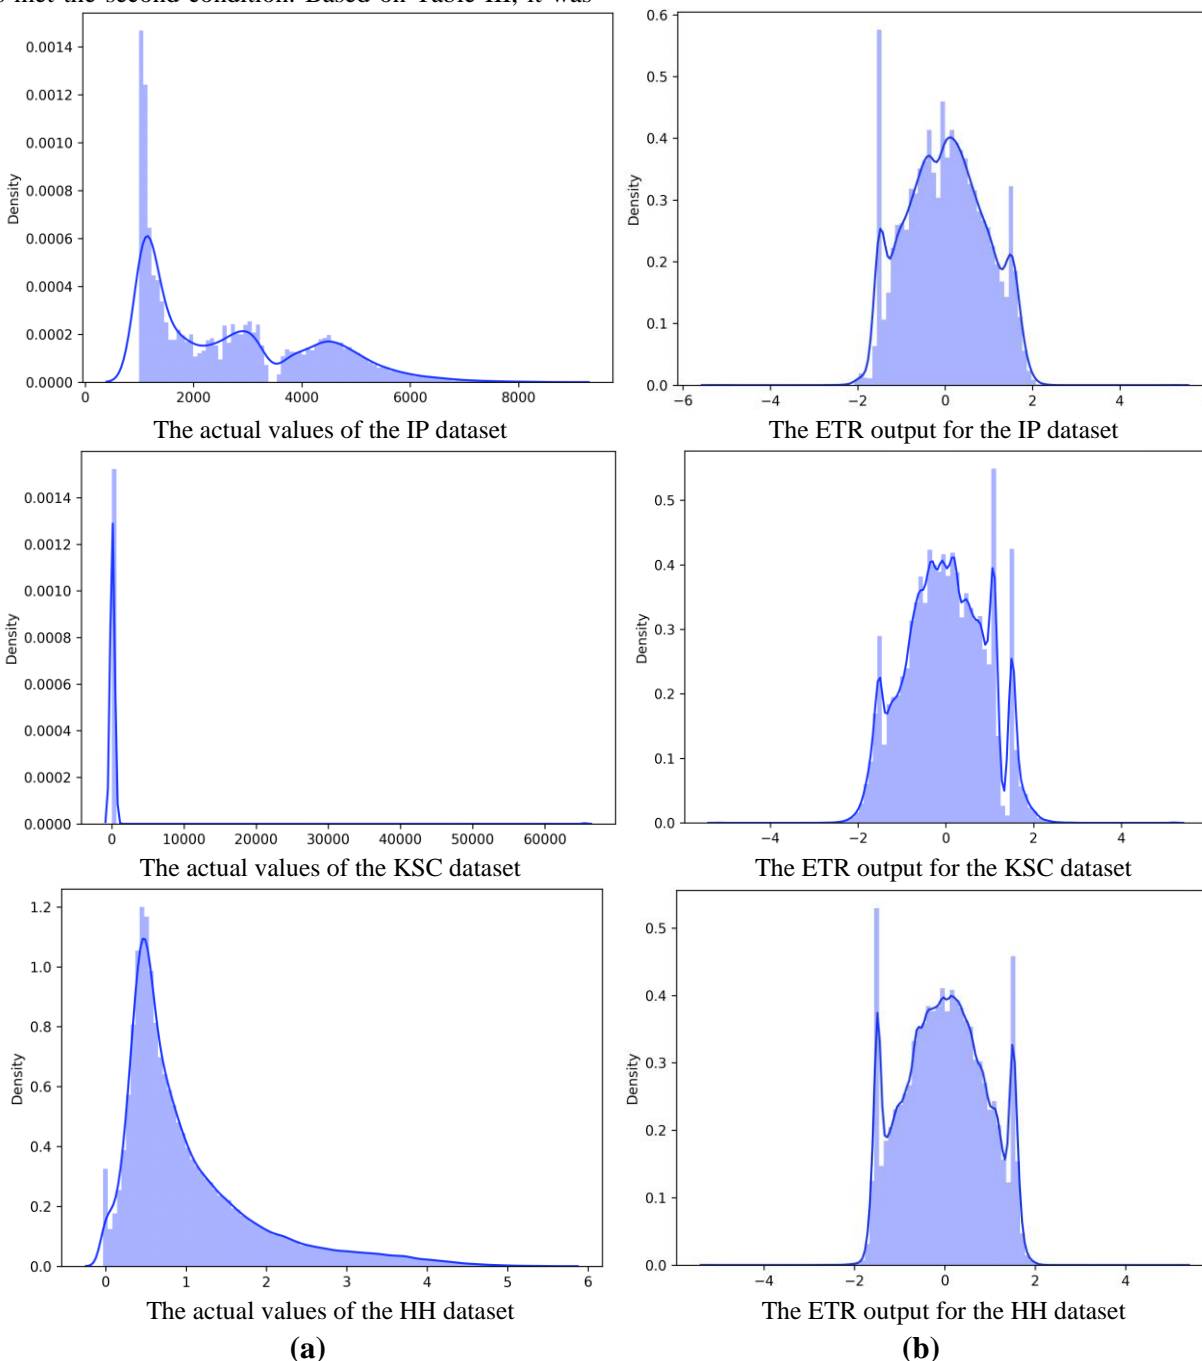 met the second condition. Based on Table III, it was
0.0014
0.0012
0.0010
0.0008
0.0006
0.0004
0.0002
0.0000
Density
0 2000 4000 6000 8000
The actual values of the IP dataset
0.6
0.5
0.4
0.3
0.2
0.1
0.0
Density
−6 −4 −2 0 2 4
The ETR output for the IP dataset
0.0014
0.0012
0.0010
0.0008
0.0006
0.0004
0.0002
0.0000
Density
0 10000 20000 30000 40000 50000 60000
The actual values of the KSC dataset
0.5
0.4
0.3
0.2
0.1
0.0
Density
−4 −2 0 2 4
The ETR output for the KSC dataset
1.2
1.0
0.8
0.6
0.4
0.2
0.0
Density
0 1 2 3 4 5 6
The actual values of the HH dataset
0.5
0.4
0.3
0.2
0.1
0.0
Density
−4 −2 0 2 4
The ETR output for the HH dataset
(a) (b)